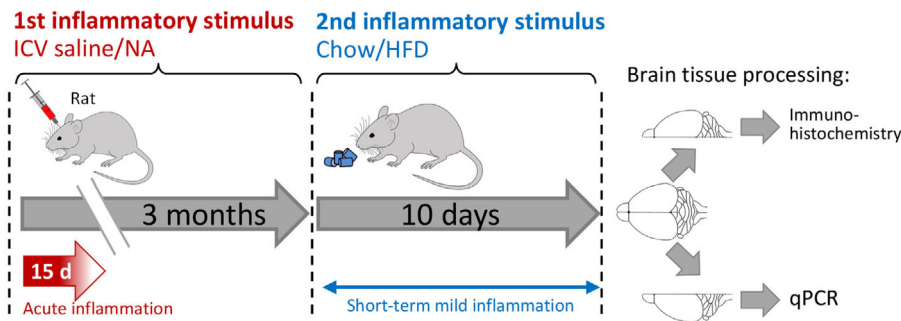 1st inflammatory stimulus
ICV saline/NA
2nd inflammatory stimulus
Chow/HFD
Brain tissue processing:
Rat
Immuno-
histochemistry
3 months
10 days
15 d
Acute inflammation
Short-term mild inflammation
qPCR